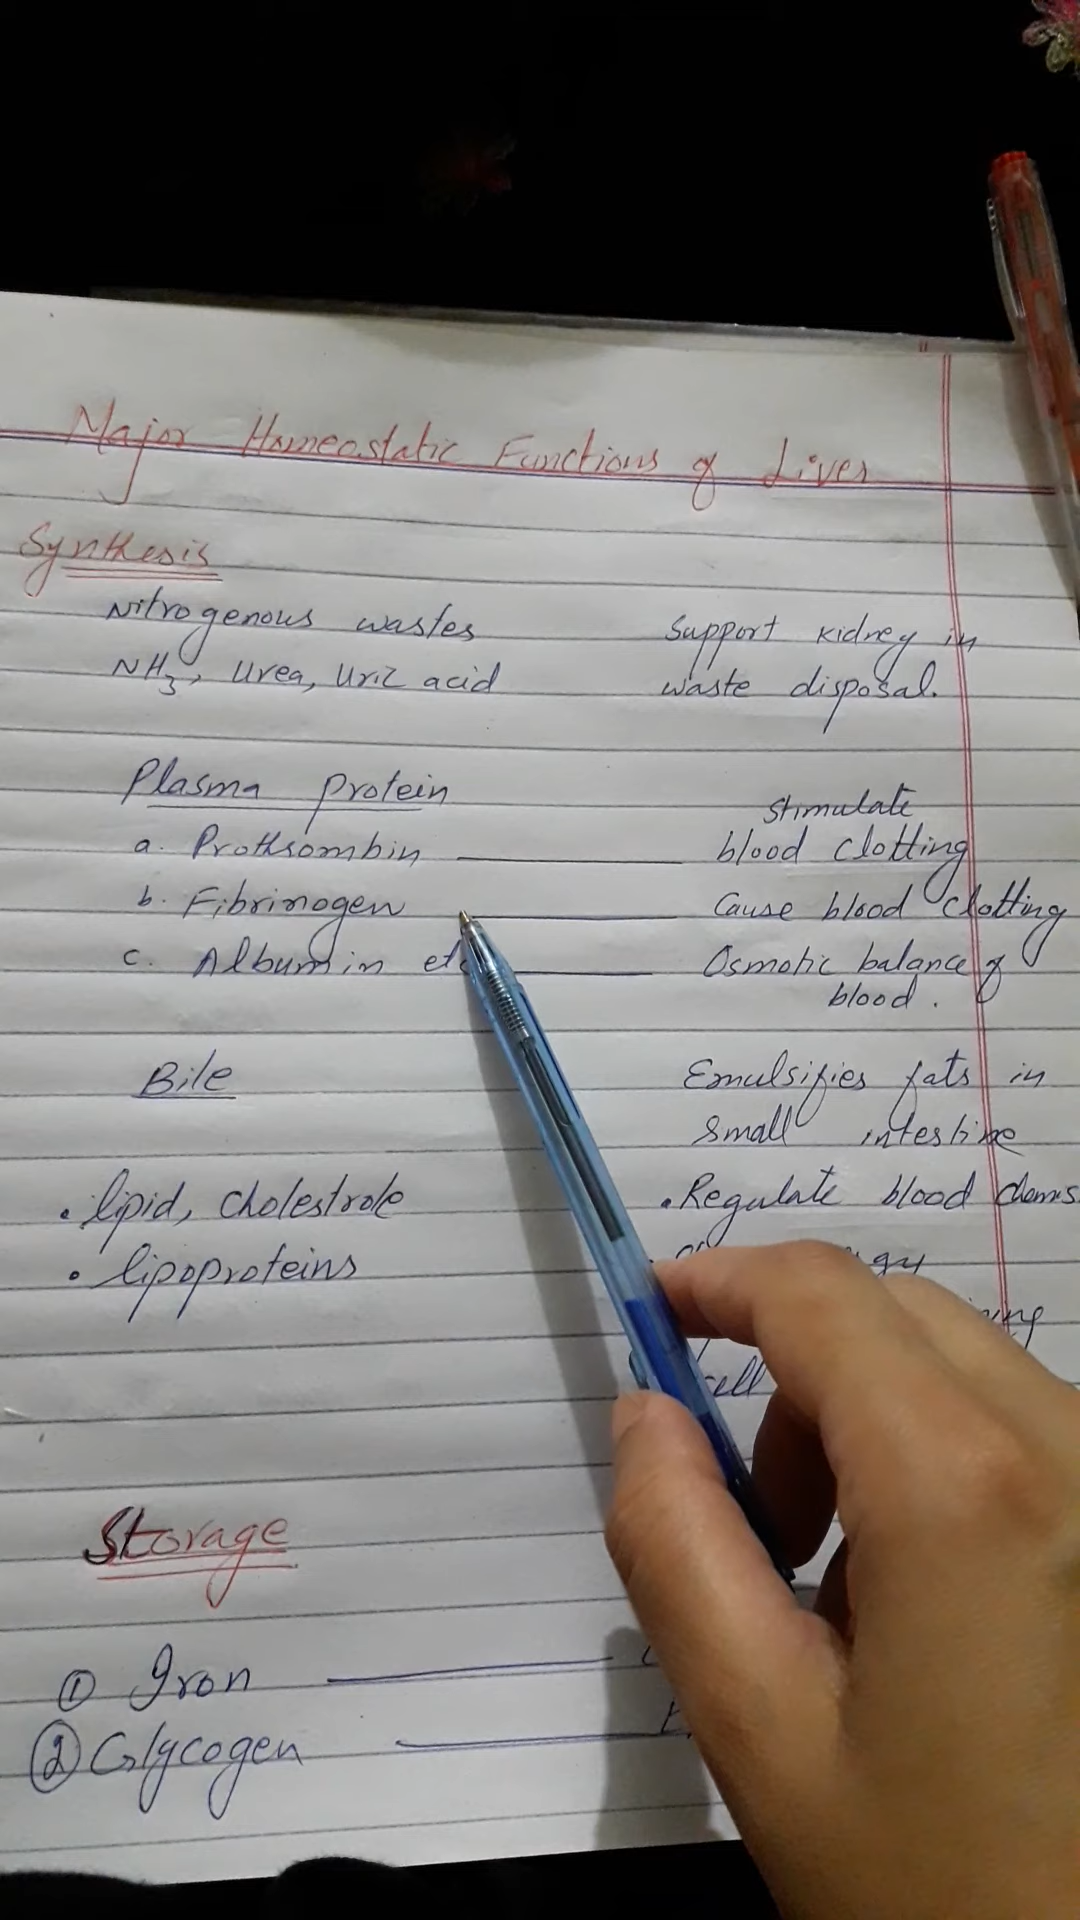 Major Homeostatic Functions of Liver
Synthesis
Nitrogenous wastes Support kidney in
NH3, Urea, Uric acid waste disposal.
Plasma protein
stimulate
a. Prothrombin blood clotting
b. Fibrinogen Cause blood clotting
c. Albumin etc Osmotic balance of
blood.
Bile Emulsifies fats in
small intestine
• lipid, Cholestrole • Regulate blood
• lipoproteins
cell
Storage
① Iron
② Glycogen